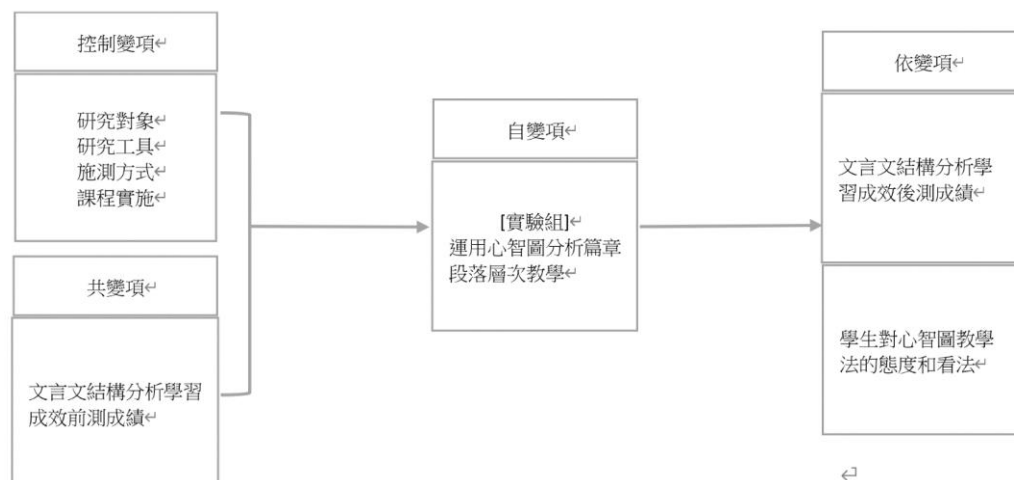 控制變項
研究對象
研究工具
施測方式
課程實施
共變項
文言文結構分析學習
成效前測成績
自變項
[實驗組]
運用心智圖分析篇章
段落層次教學
依變項
文言文結構分析學
習成效後測成績
學生對心智圖教學
法的態度和看法